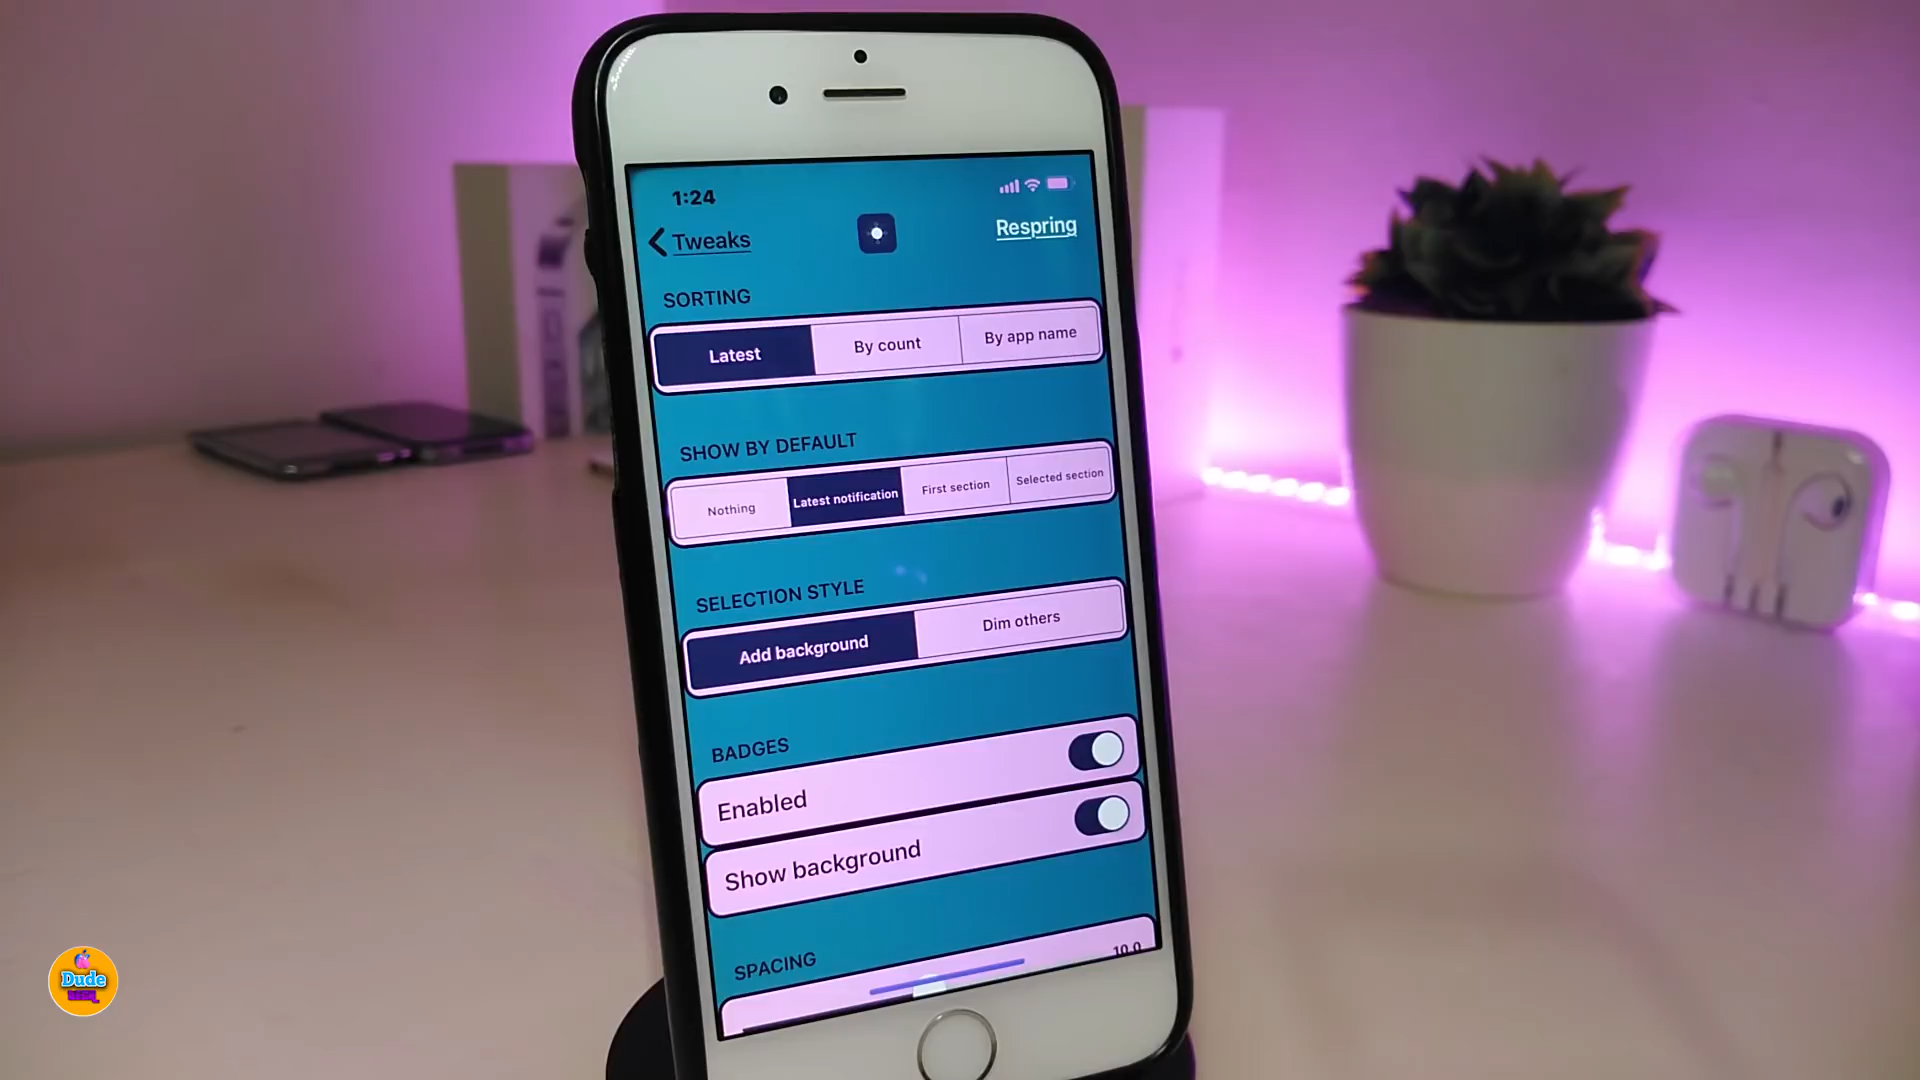 1:24
Tweaks
Respring
SORTING
Latest
By count
By app name
SHOW BY DEFAULT
Nothing
Latest notification
First section
Selected section
SELECTION STYLE
Add background
Dim others
BADGES
Enabled
Show background
SPACING
10.0
Dude